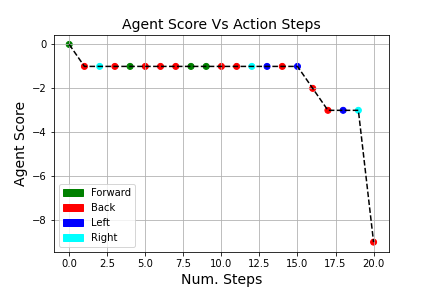 Agent Score Vs Action Steps
Agent Score
0
−2
−4
−6
−8
Forward
Back
Left
Right
0.0 2.5 5.0 7.5 10.0 12.5 15.0 17.5 20.0
Num. Steps